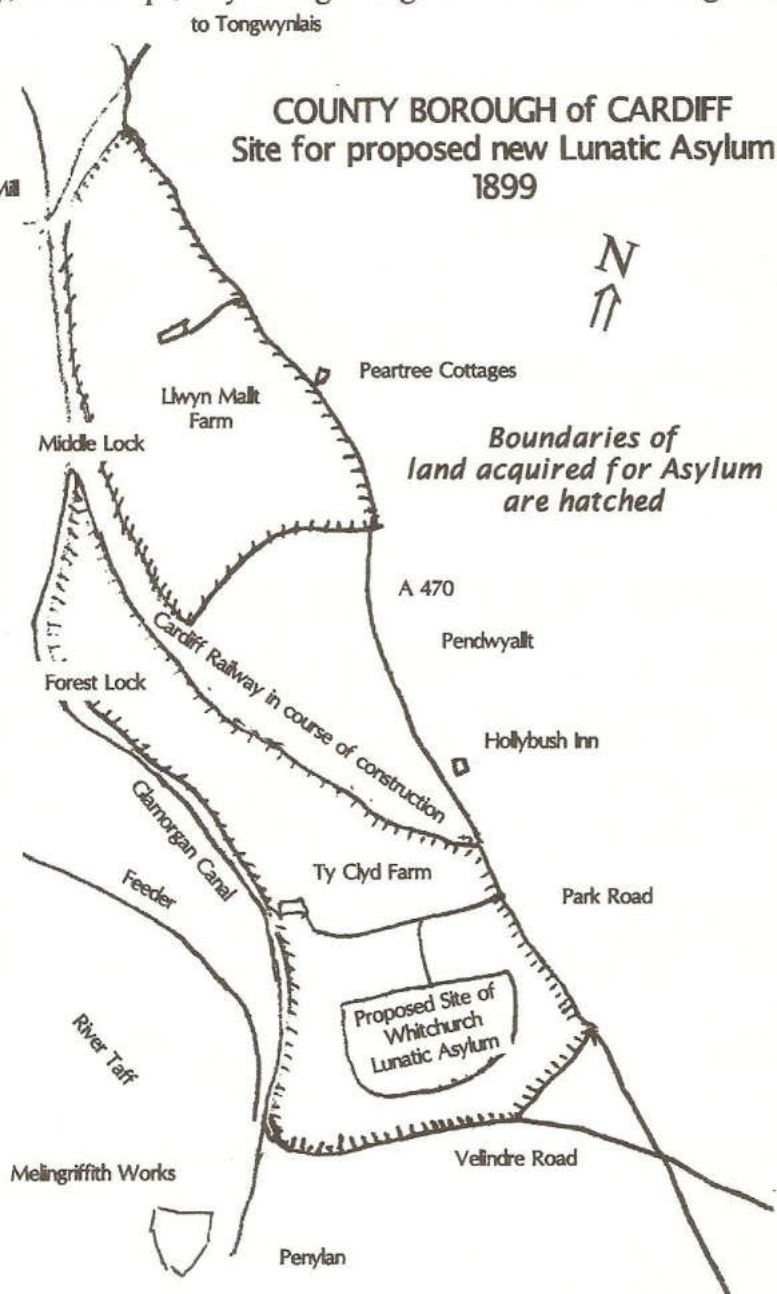 to Tongwynlais
COUNTY BOROUGH of CARDIFF
Site for proposed new Lunatic Asylum
1899
N
Peartree Cottages
Llwyn Mallt
Farm
Middle Lock
Boundaries of
land acquired for Asylum
are hatched
A 470
Pendwyallt
Cardiff Railway in course of construction
Forest Lock
Hollybush Inn
Glamorgan Canal
Feeder
Ty Clyd Farm
Park Road
Proposed Site of
Whitchurch
Lunatic Asylum
River Taff
Velindre Road
Melingriffith Works
Penylan